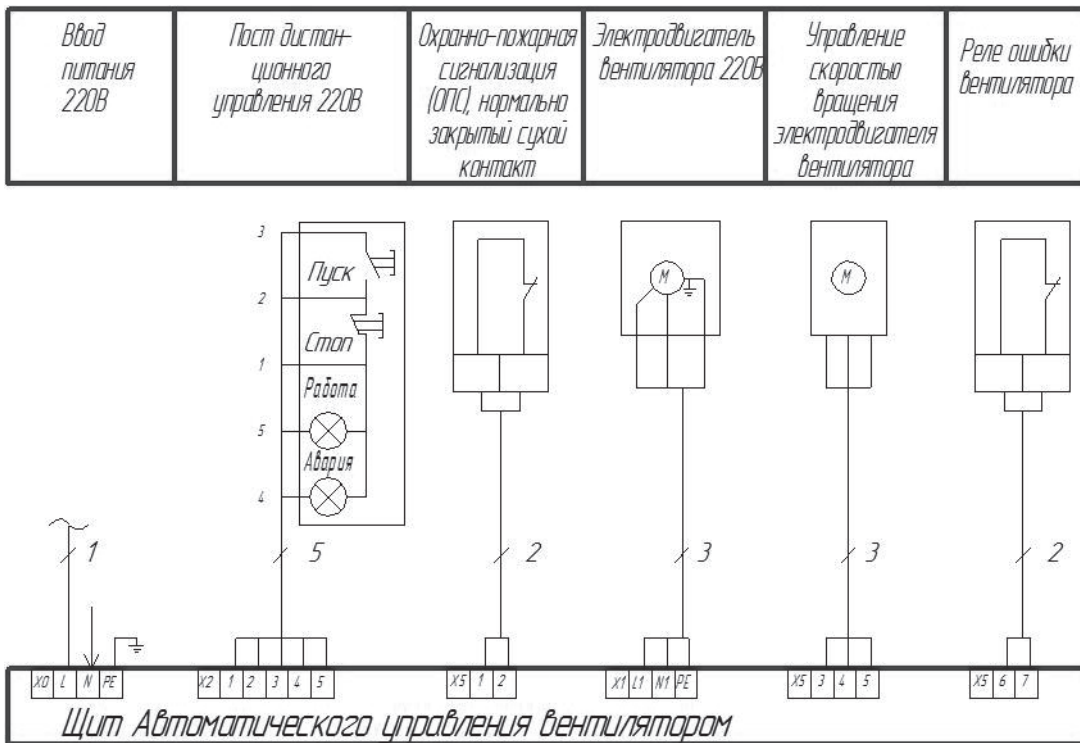 Ввод
питания
220В
Пост дистан-
ционного
управления 220В
Охранно-пожарная
сигнализация
(ОПС), нормально
закрытый сухой
контакт
Электродвигатель
вентилятора 220В
Управление
скоростью
вращения
электродвигателя
вентилятора
Реле ошибки
вентилятора
3
Пуск
2
Стоп
1
Работа
5
Авария
4
М
М
1
5
2
3
3
2
X0 L N PE
X2 1 2 3 4 5
X5 1 2
X1 L1 N1 PE
X5 3 4 5
X5 6 7
Щит Автоматического управления вентилятором